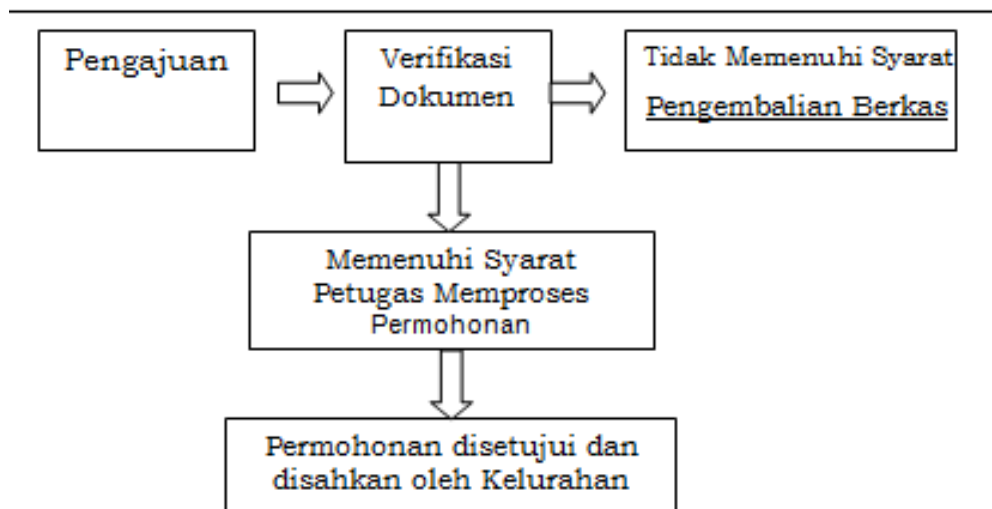 Pengajuan
Verifikasi
Dokumen
Tidak Memenuhi Syarat
Pengembalian Berkas
Memenuhi Syarat
Petugas Memproses
Permohonan
Permohonan disetujui dan
disahkan oleh Kelurahan